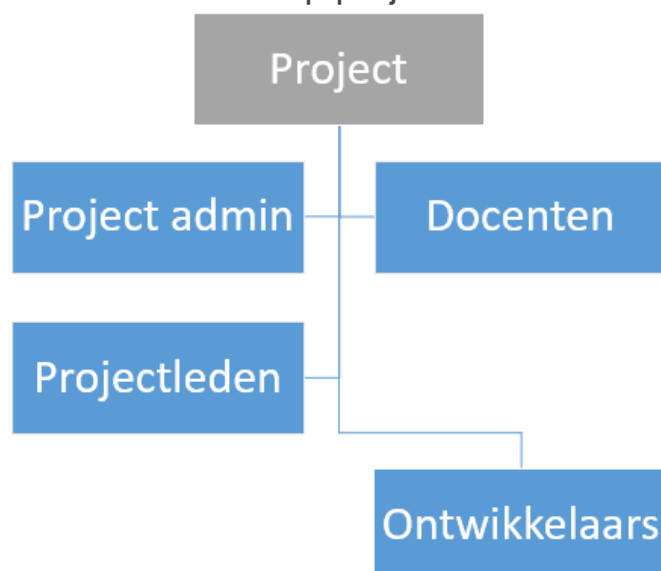 Project
Project admin
Docenten
Projectleden
Ontwikkelaars